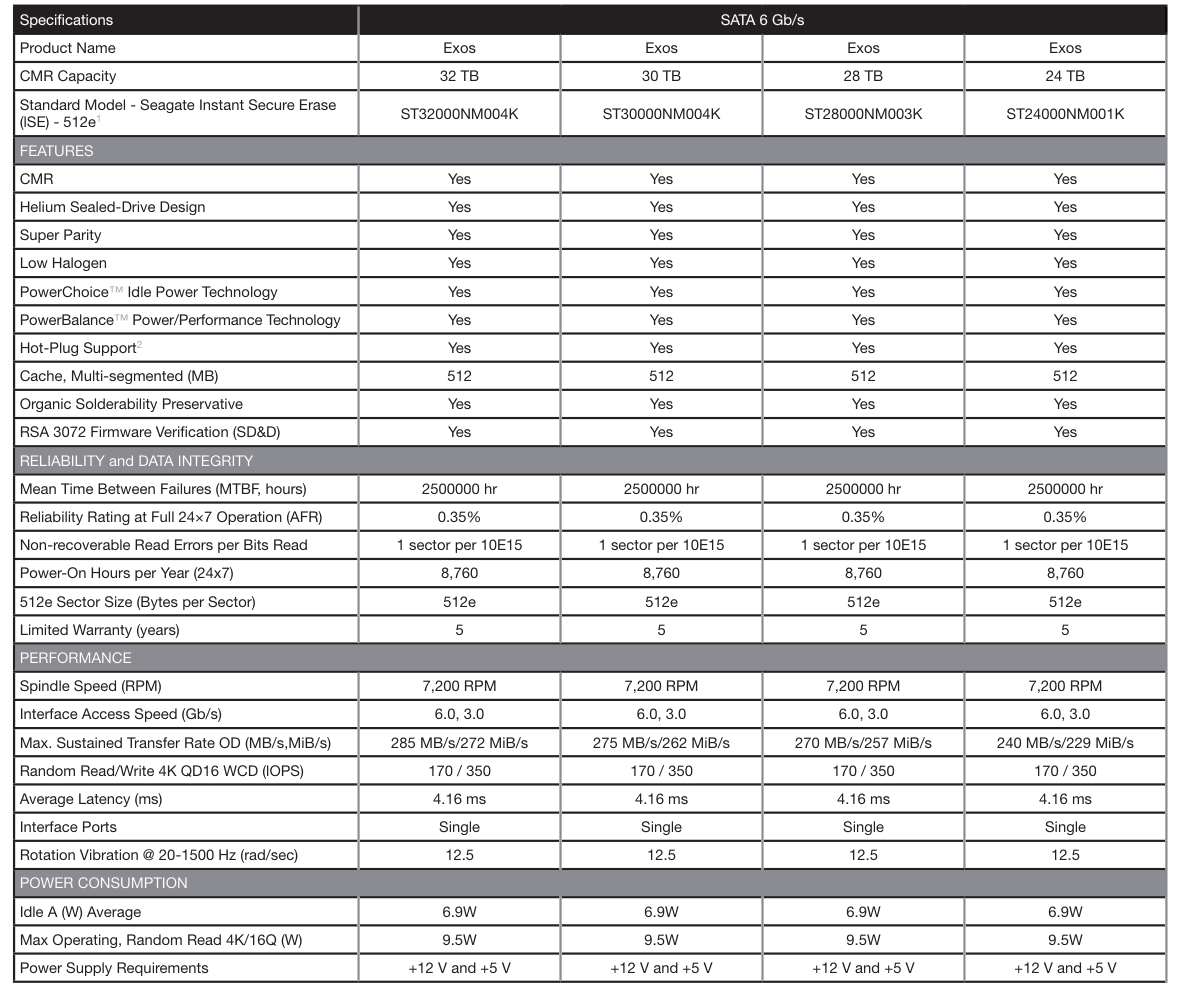 Specifications SATA 6 Gb/s
Product Name Exos Exos Exos Exos
CMR Capacity 32 TB 30 TB 28 TB 24 TB
Standard Model - Seagate Instant Secure Erase
(ISE) - 512e¹ ST32000NM004K ST30000NM004K ST28000NM003K ST24000NM001K
FEATURES
CMR Yes Yes Yes Yes
Helium Sealed-Drive Design Yes Yes Yes Yes
Super Parity Yes Yes Yes Yes
Low Halogen Yes Yes Yes Yes
PowerChoice™ Idle Power Technology Yes Yes Yes Yes
PowerBalance™ Power/Performance Technology Yes Yes Yes Yes
Hot-Plug Support² Yes Yes Yes Yes
Cache, Multi-segmented (MB) 512 512 512 512
Organic Solderability Preservative Yes Yes Yes Yes
RSA 3072 Firmware Verification (SD&D) Yes Yes Yes Yes
RELIABILITY and DATA INTEGRITY
Mean Time Between Failures (MTBF, hours) 2500000 hr 2500000 hr 2500000 hr 2500000 hr
Reliability Rating at Full 24×7 Operation (AFR) 0.35% 0.35% 0.35% 0.35%
Non-recoverable Read Errors per Bits Read 1 sector per 10E15 1 sector per 10E15 1 sector per 10E15 1 sector per 10E15
Power-On Hours per Year (24x7) 8,760 8,760 8,760 8,760
512e Sector Size (Bytes per Sector) 512e 512e 512e 512e
Limited Warranty (years) 5 5 5 5
PERFORMANCE
Spindle Speed (RPM) 7,200 RPM 7,200 RPM 7,200 RPM 7,200 RPM
Interface Access Speed (Gb/s) 6.0, 3.0 6.0, 3.0 6.0, 3.0 6.0, 3.0
Max. Sustained Transfer Rate OD (MB/s,MiB/s) 285 MB/s/272 MiB/s 275 MB/s/262 MiB/s 270 MB/s/257 MiB/s 240 MB/s/229 MiB/s
Random Read/Write 4K QD16 WCD (IOPS) 170 / 350 170 / 350 170 / 350 170 / 350
Average Latency (ms) 4.16 ms 4.16 ms 4.16 ms 4.16 ms
Interface Ports Single Single Single Single
Rotation Vibration @ 20-1500 Hz (rad/sec) 12.5 12.5 12.5 12.5
POWER CONSUMPTION
Idle A (W) Average 6.9W 6.9W 6.9W 6.9W
Max Operating, Random Read 4K/16Q (W) 9.5W 9.5W 9.5W 9.5W
Power Supply Requirements +12 V and +5 V +12 V and +5 V +12 V and +5 V +12 V and +5 V